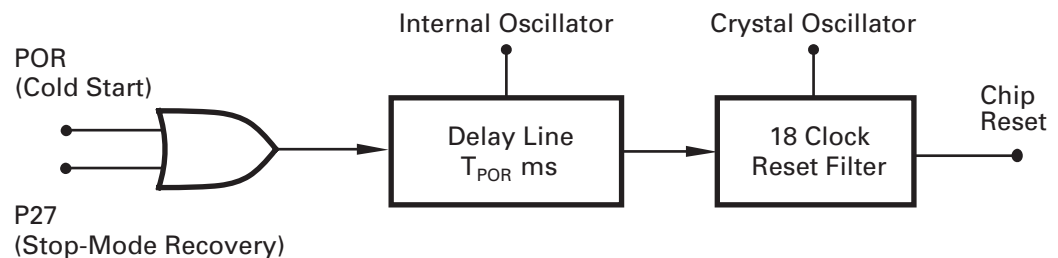 Internal Oscillator
Crystal Oscillator
POR
(Cold Start)
Delay Line
T_POR ms
18 Clock
Reset Filter
Chip
Reset
P27
(Stop-Mode Recovery)